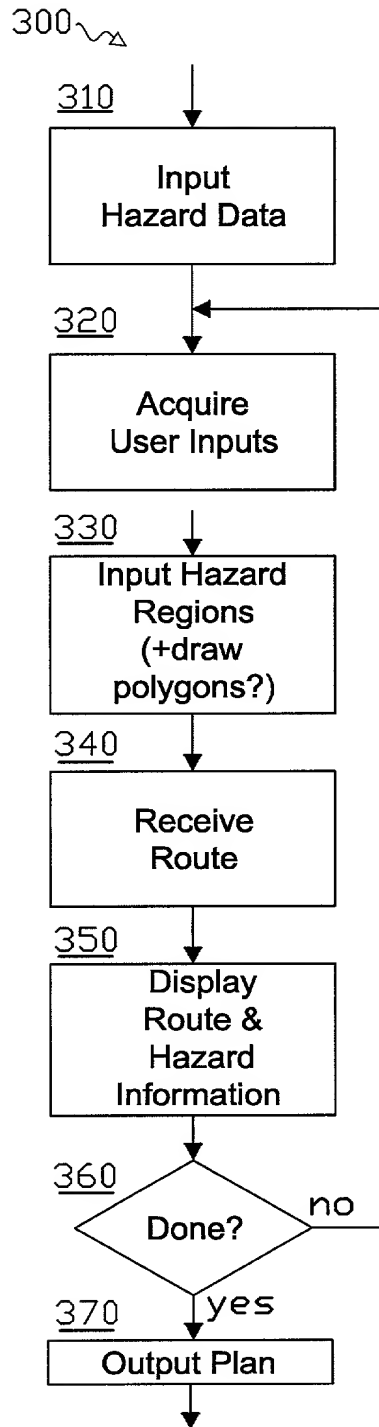 300
310
Input
Hazard Data
320
Acquire
User Inputs
330
Input Hazard
Regions
(+draw
polygons?)
340
Receive
Route
350
Display
Route &
Hazard
Information
360
Done?
no
yes
370
Output Plan